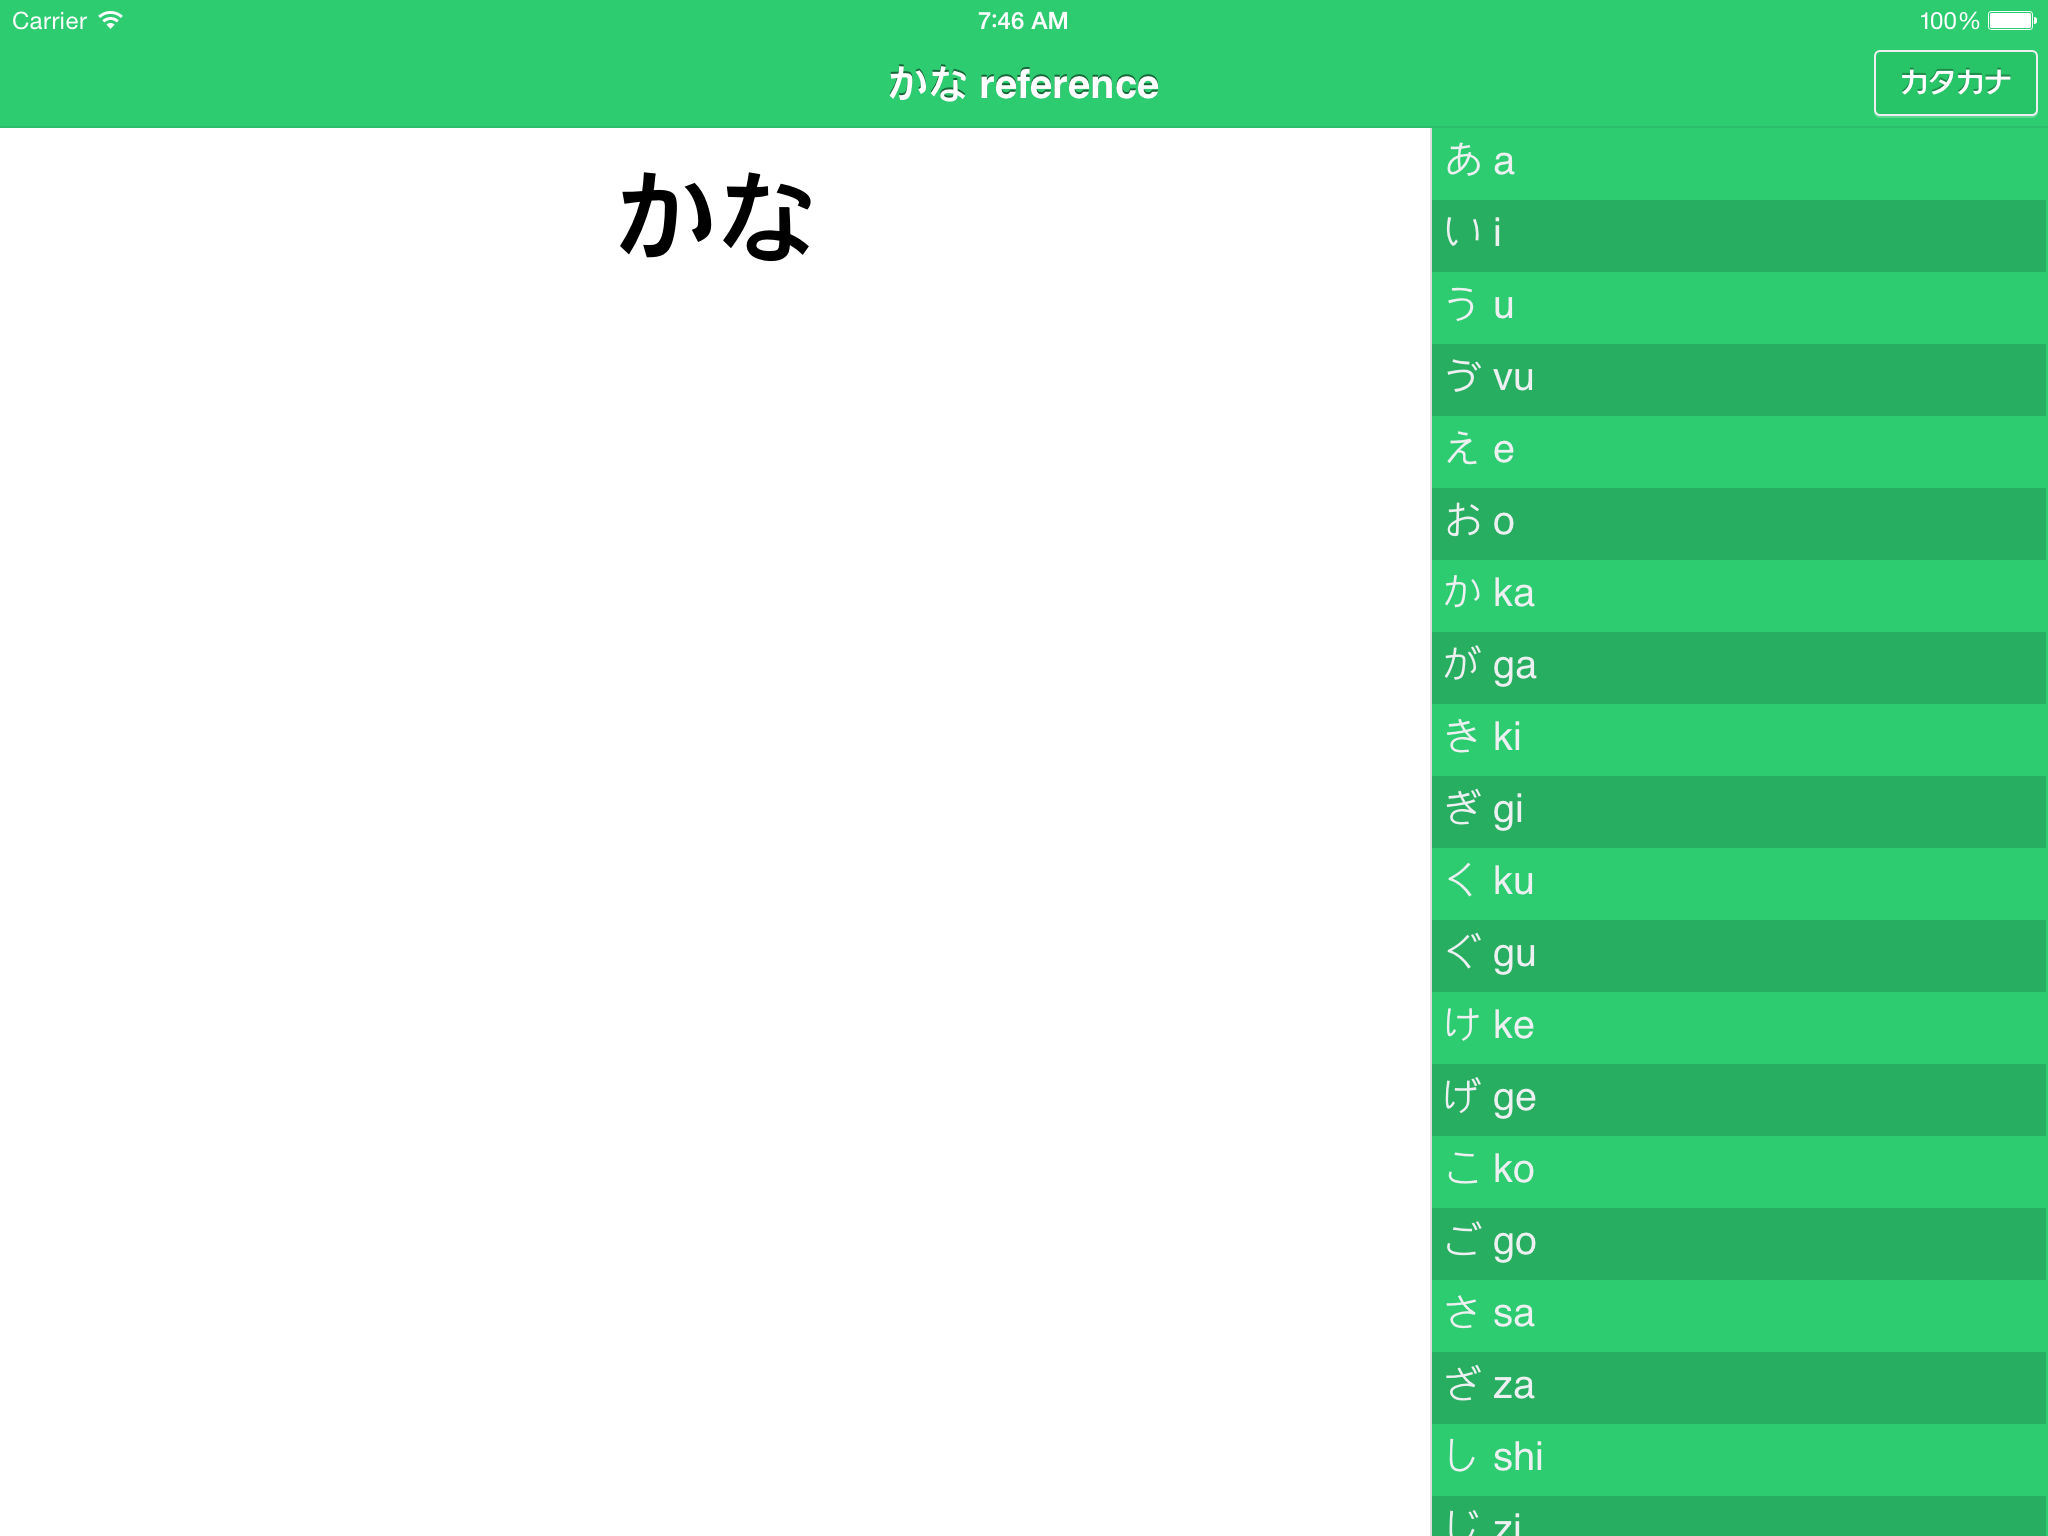 Carrier 7:46 AM 100%
かな reference
カタカナ
かな
あ a
い i
う u
ゔ vu
え e
お o
か ka
が ga
き ki
ぎ gi
く ku
ぐ gu
け ke
げ ge
こ ko
ご go
さ sa
ざ za
し shi
じ zi